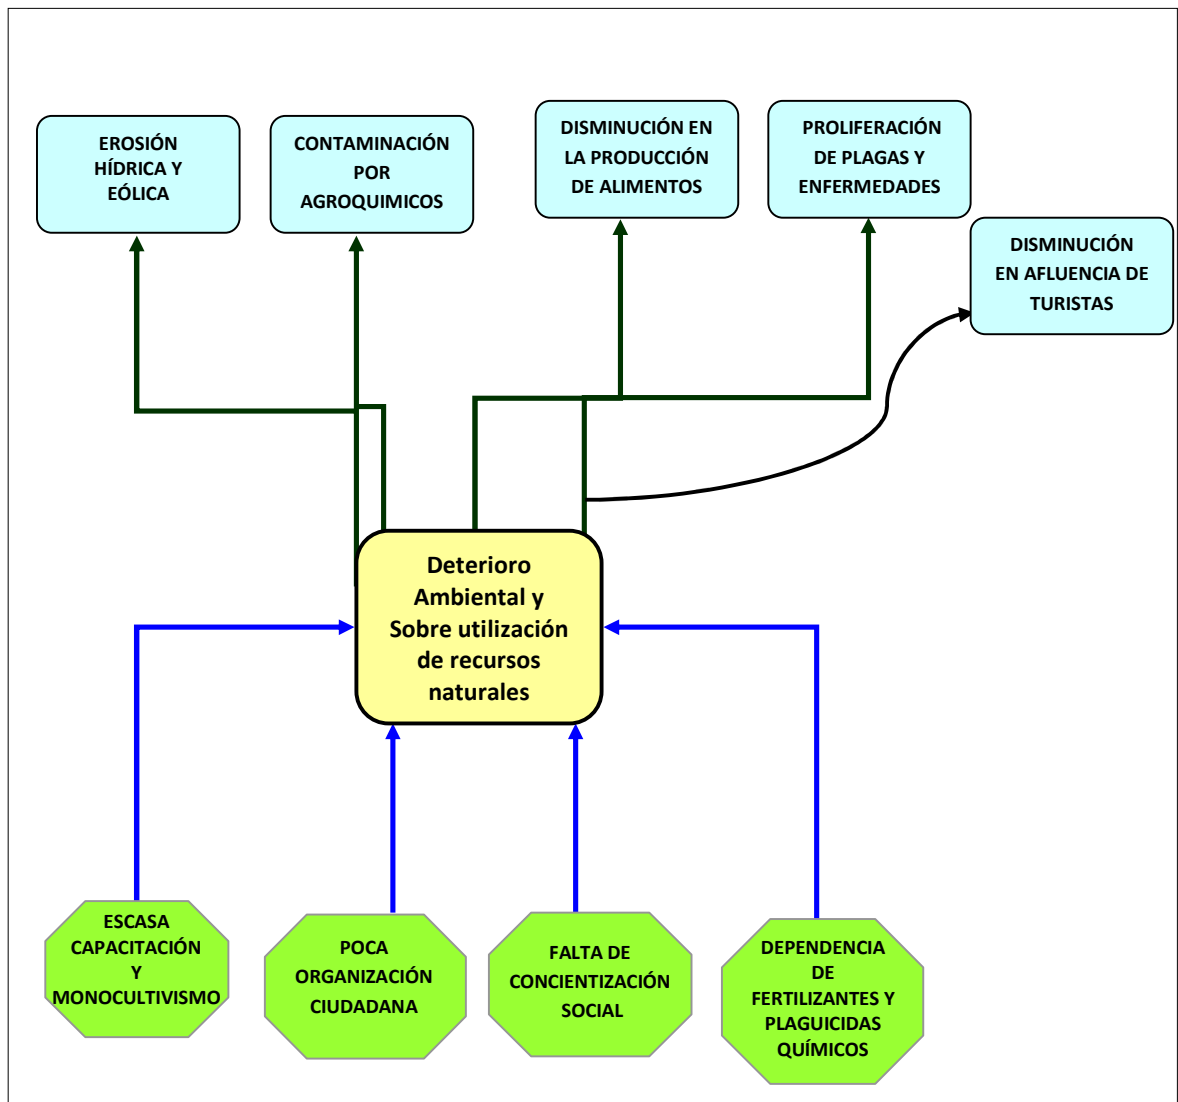 EROSIÓN
HÍDRICA Y
EÓLICA
CONTAMINACIÓN
POR
AGROQUIMICOS
DISMINUCIÓN EN
LA PRODUCCIÓN
DE ALIMENTOS
PROLIFERACIÓN
DE PLAGAS Y
ENFERMEDADES
DISMINUCIÓN
EN AFLUENCIA DE
TURISTAS
Deterioro
Ambiental y
Sobre utilización
de recursos
naturales
ESCASA
CAPACITACIÓN
Y
MONOCULTIVISMO
POCA
ORGANIZACIÓN
CIUDADANA
FALTA DE
CONCIENTIZACIÓN
SOCIAL
DEPENDENCIA
DE
FERTILIZANTES Y
PLAGUICIDAS
QUÍMICOS